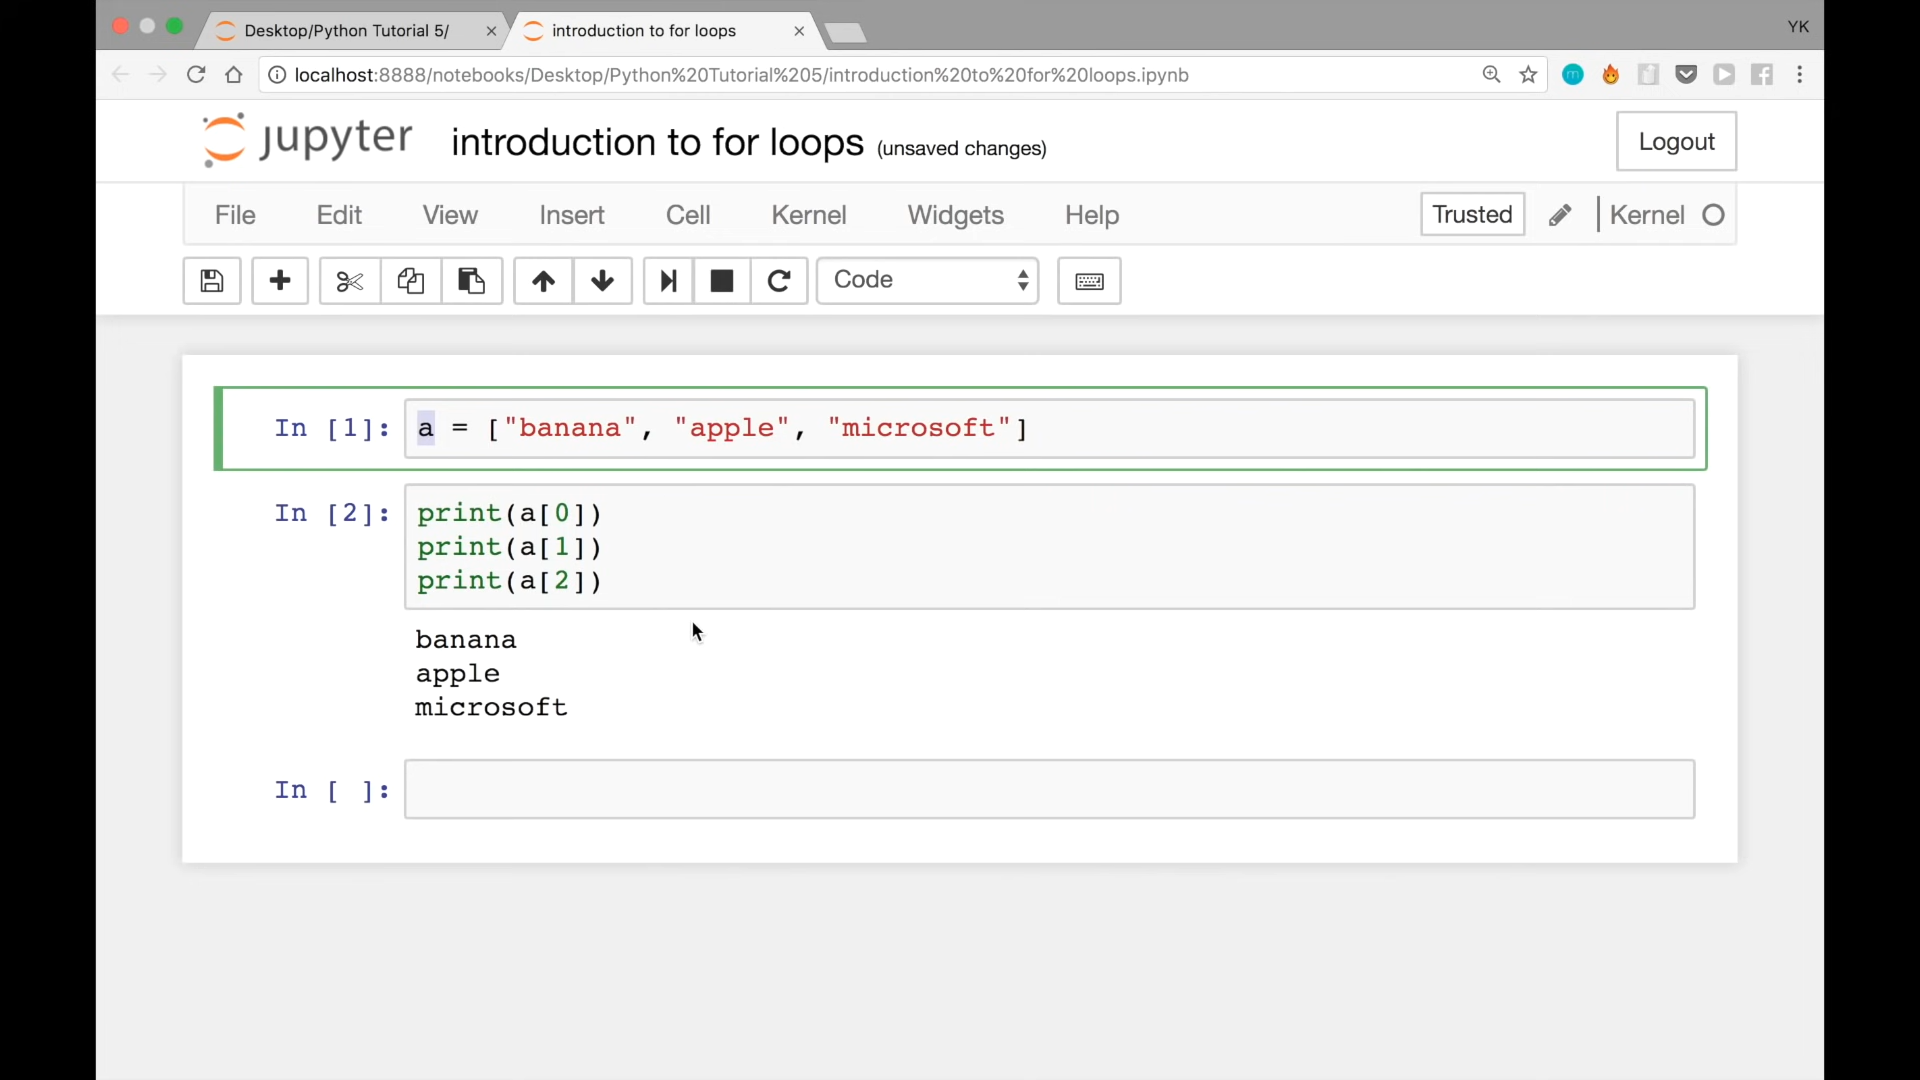 Desktop/Python Tutorial 5/
introduction to for loops
YK
localhost:8888/notebooks/Desktop/Python%20Tutorial%205/introduction%20to%20for%20loops.ipynb
jupyter introduction to for loops (unsaved changes)
Logout
File Edit View Insert Cell Kernel Widgets Help
Trusted
Kernel
Code
In [1]: a = ["banana", "apple", "microsoft"]
In [2]: print(a[0])
print(a[1])
print(a[2])
banana
apple
microsoft
In [ ]: